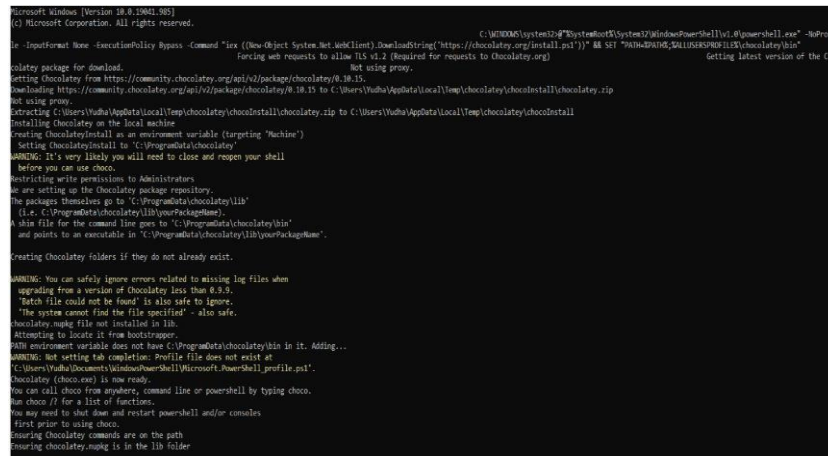 Microsoft Windows [Version 10.0.19041.985]
(c) Microsoft Corporation. All rights reserved.
C:\WINDOWS\system32>@"%SystemRoot%\System32\WindowsPowerShell\v1.0\powershell.exe" -NoPro
le -InputFormat None -ExecutionPolicy Bypass -Command "iex ((New-Object System.Net.WebClient).DownloadString('https://chocolatey.org/install.ps1'))" && SET "PATH=%PATH%;%ALLUSERSPROFILE%\chocolatey\bin"
Forcing web requests to allow TLS v1.2 (Required for requests to Chocolatey.org) Getting latest version of the C
colatey package for download. Not using proxy.
Getting Chocolatey from https://community.chocolatey.org/api/v2/package/chocolatey/0.10.15.
Downloading https://community.chocolatey.org/api/v2/package/chocolatey/0.10.15 to C:\Users\Yudha\AppData\Local\Temp\chocolatey\chocoInstall\chocolatey.zip
Not using proxy.
Extracting C:\Users\Yudha\AppData\Local\Temp\chocolatey\chocoInstall\chocolatey.zip to C:\Users\Yudha\AppData\Local\Temp\chocolatey\chocoInstall
Installing Chocolatey on the local machine
Creating ChocolateyInstall as an environment variable (targeting 'Machine')
Setting ChocolateyInstall to 'C:\ProgramData\chocolatey'
WARNING: It's very likely you will need to close and reopen your shell
before you can use choco.
Restricting write permissions to Administrators
We are setting up the Chocolatey package repository.
The packages themselves go to 'C:\ProgramData\chocolatey\lib'
(i.e. C:\ProgramData\chocolatey\lib\yourPackageName).
A shim file for the command line goes to 'C:\ProgramData\chocolatey\bin'
and points to an executable in 'C:\ProgramData\chocolatey\lib\yourPackageName'.
Creating Chocolatey folders if they do not already exist.
WARNING: You can safely ignore errors related to missing log files when
upgrading from a version of Chocolatey less than 0.9.9.
'Batch file could not be found' is also safe to ignore.
'The system cannot find the file specified' - also safe.
chocolatey.nupkg file not installed in lib.
Attempting to locate it from bootstrapper.
PATH environment variable does not have C:\ProgramData\chocolatey\bin in it. Adding...
WARNING: Not setting tab completion: Profile file does not exist at
'C:\Users\Yudha\Documents\WindowsPowerShell\Microsoft.PowerShell_profile.ps1'.
Chocolatey (choco.exe) is now ready.
You can call choco from anywhere, command line or powershell by typing choco.
Run choco /? for a list of functions.
You may need to shut down and restart powershell and/or consoles
first prior to using choco.
Ensuring Chocolatey commands are on the path
Ensuring chocolatey.nupkg is in the lib folder